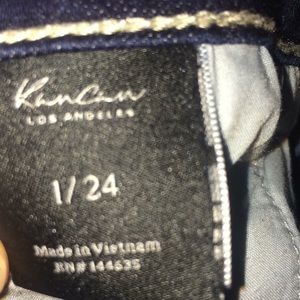 KanCan
LOS ANGELES
1/24
Made in Vietnam
RN# 144635